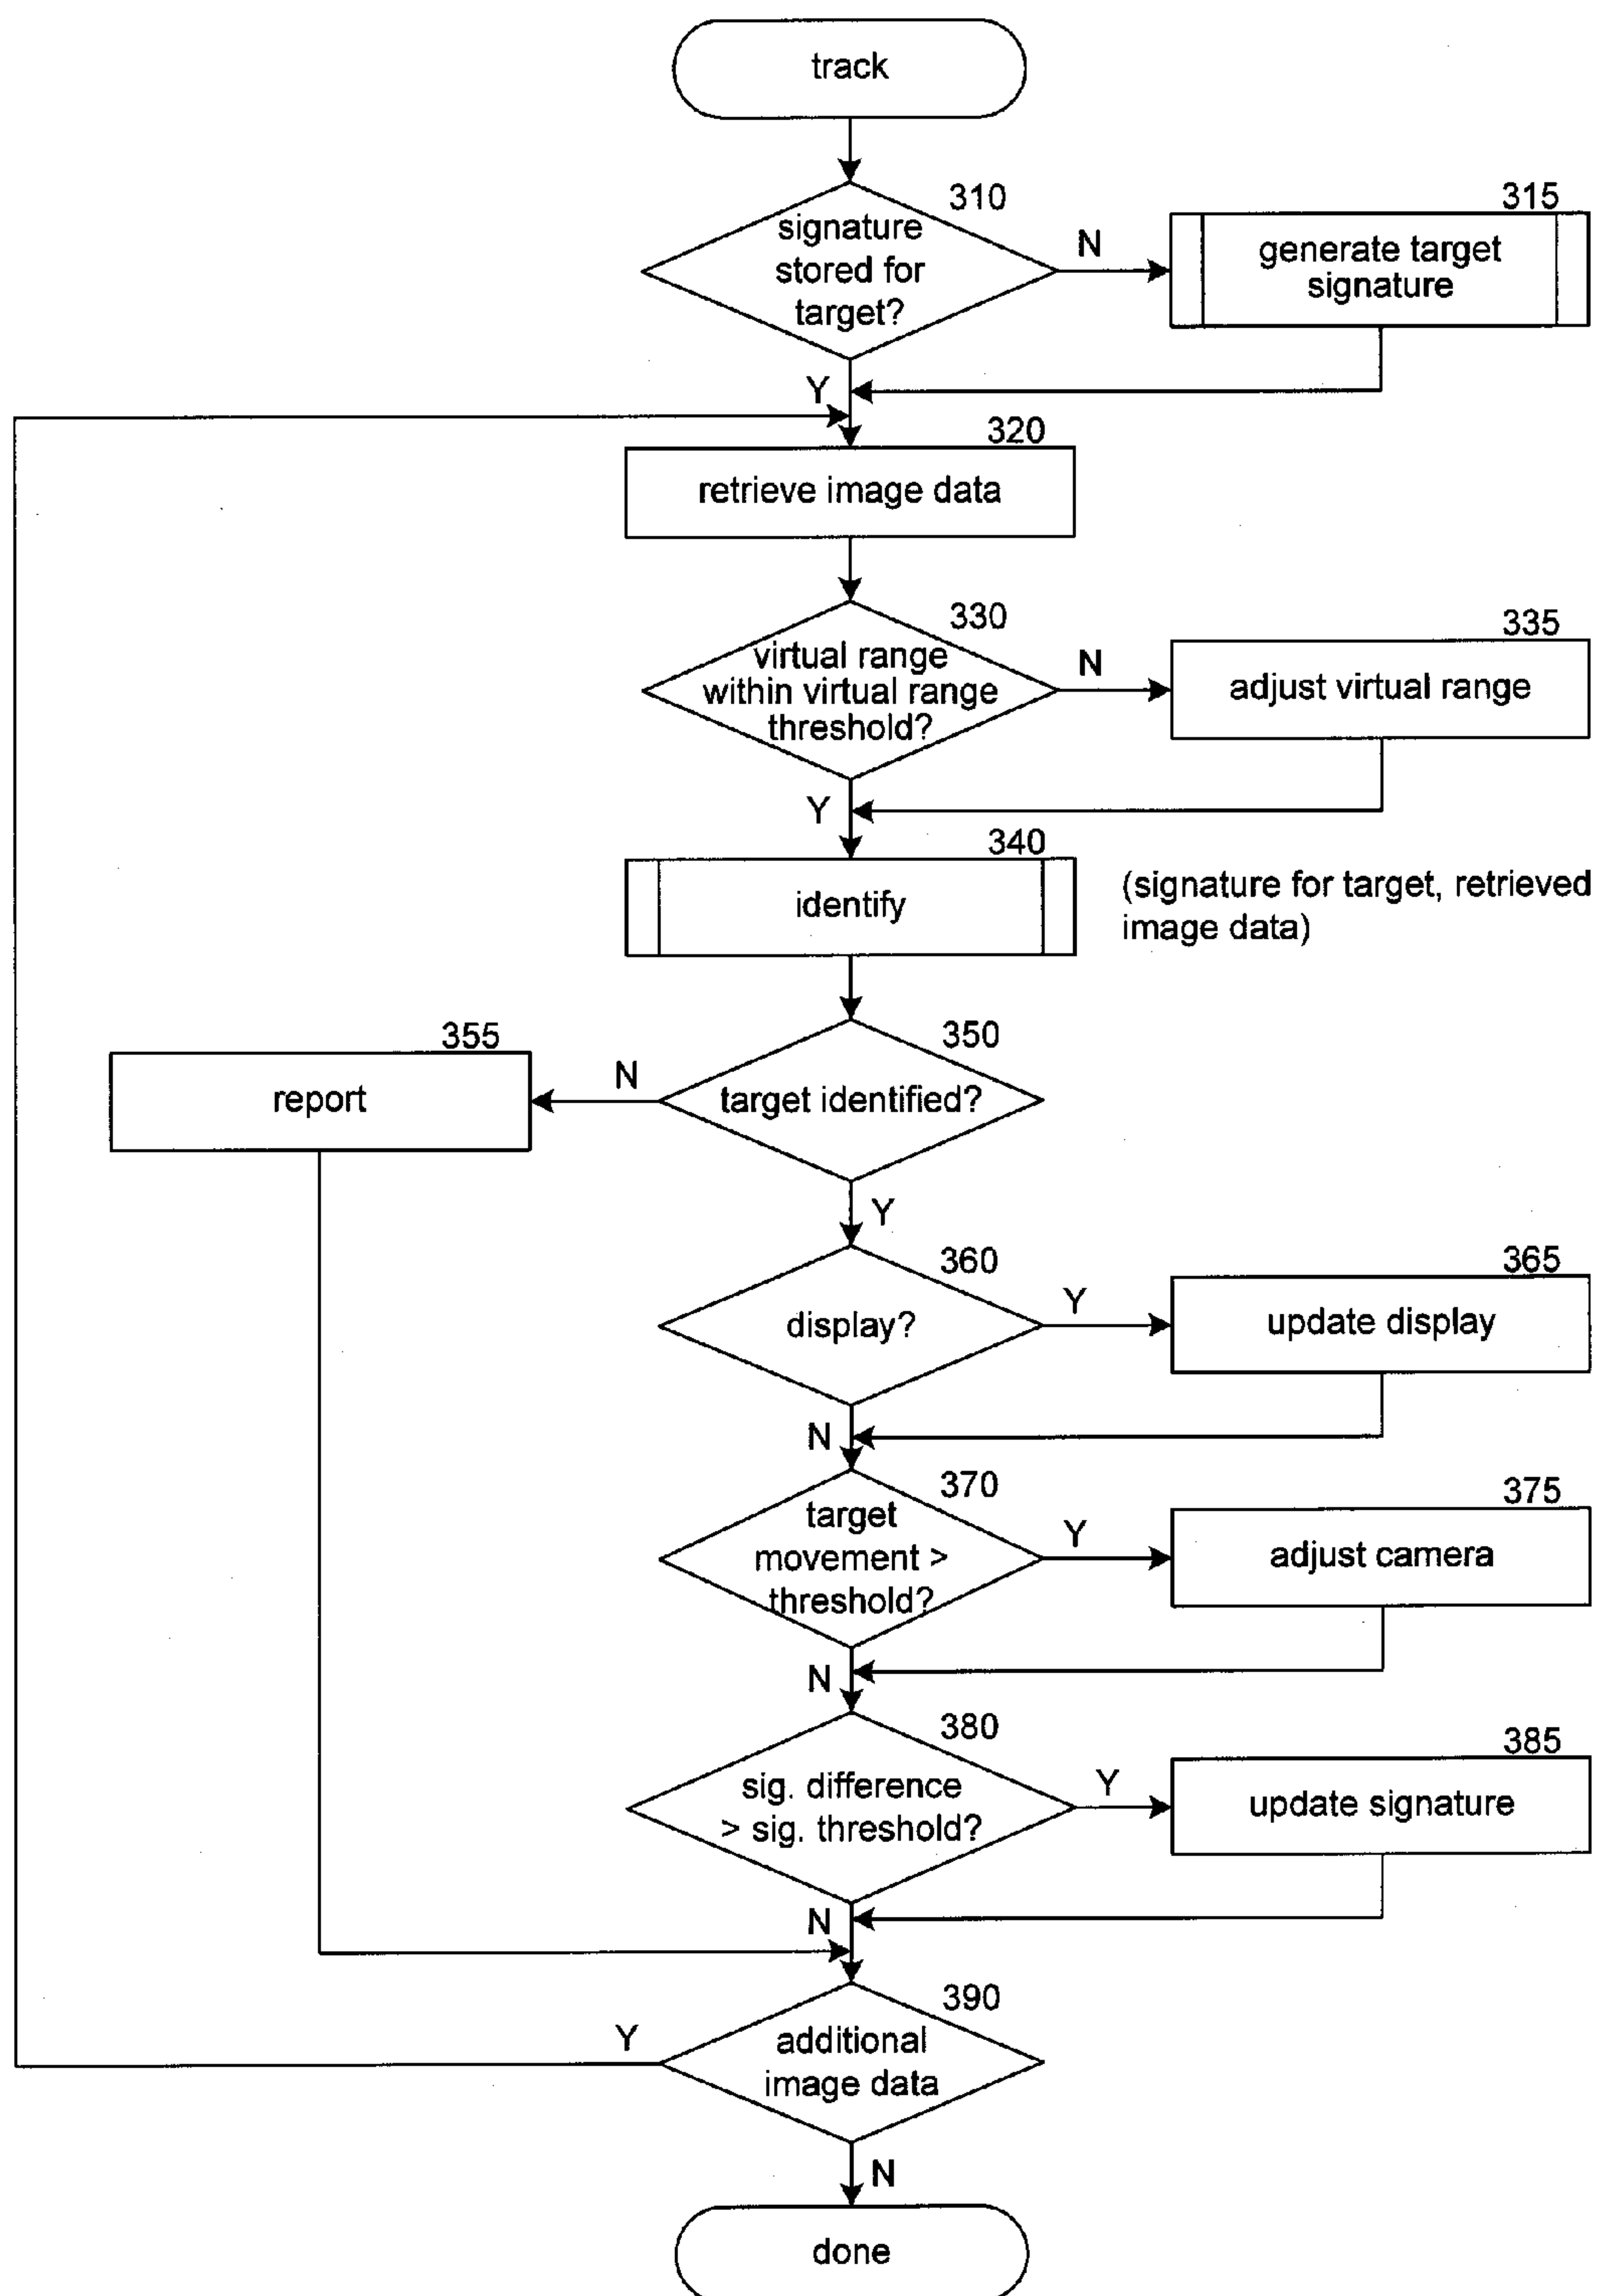 track
310
signature
stored for
target?
N
315
generate target
signature
Y
320
retrieve image data
330
virtual range
within virtual range
threshold?
N
335
adjust virtual range
Y
340
identify
(signature for target, retrieved
image data)
350
target identified?
N
355
report
Y
360
display?
Y
365
update display
N
370
target
movement >
threshold?
Y
375
adjust camera
N
380
sig. difference
> sig. threshold?
Y
385
update signature
N
390
additional
image data
Y
N
done